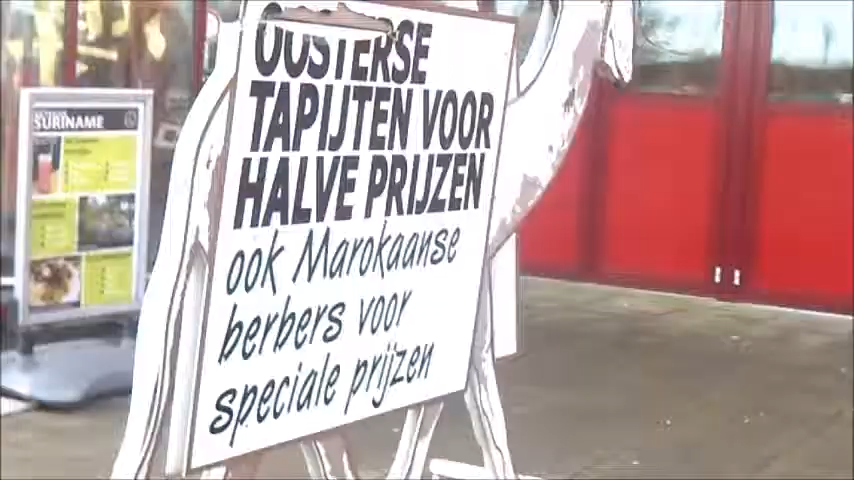 OOSTERSE
TAPIJTEN VOOR
HALVE PRIJZEN
ook Marokaanse
berbers voor
speciale prijzen
SURINAME